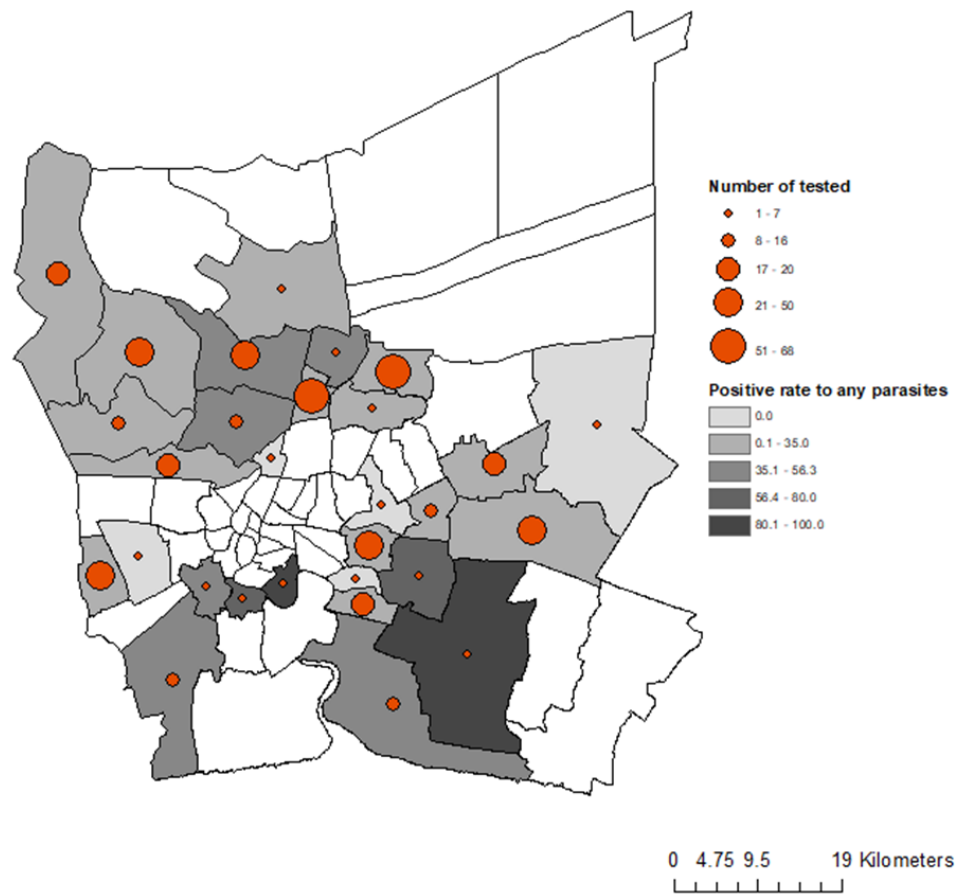 Number of tested
1 - 7
8 - 16
17 - 20
21 - 50
51 - 68
Positive rate to any parasites
0.0
0.1 - 35.0
35.1 - 56.3
56.4 - 80.0
80.1 - 100.0
0 4.75 9.5 19 Kilometers